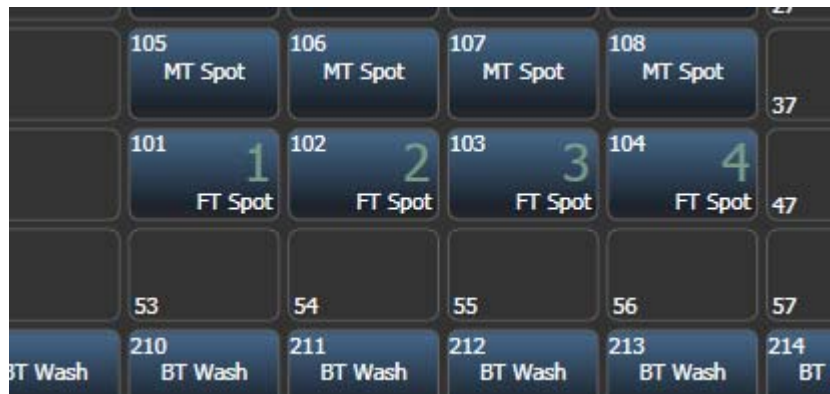 105 106 107 108
MT Spot MT Spot MT Spot MT Spot
37
101 1 102 2 103 3 104 4
FT Spot FT Spot FT Spot FT Spot 47
53 54 55 56 57
210 211 212 213 214
BT Wash BT Wash BT Wash BT Wash BT Wash BT